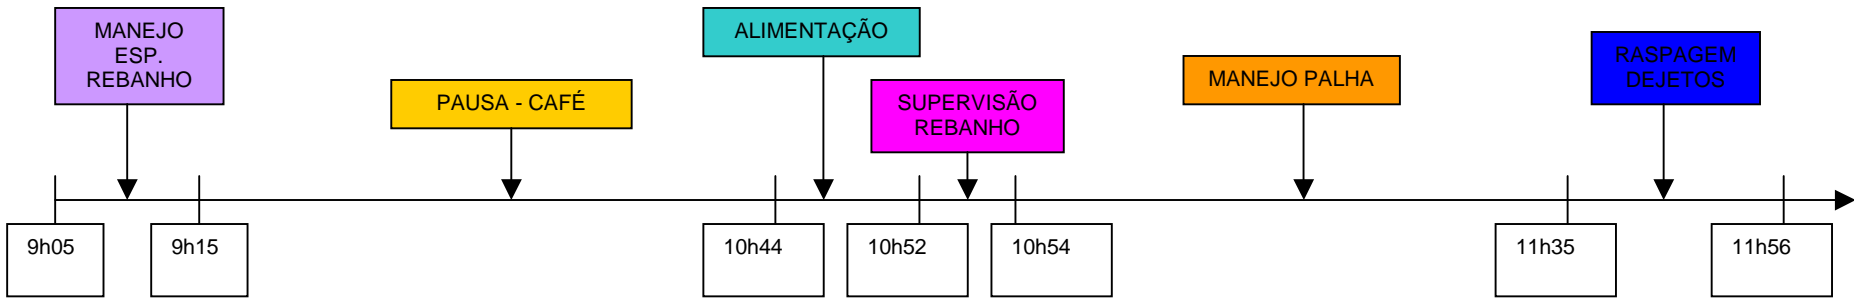 MANEJO
ESP.
REBANHO
PAUSA - CAFÉ
ALIMENTAÇÃO
SUPERVISÃO
REBANHO
MANEJO PALHA
RASPAGEM
DEJETOS
9h05
9h15
10h44
10h52
10h54
11h35
11h56